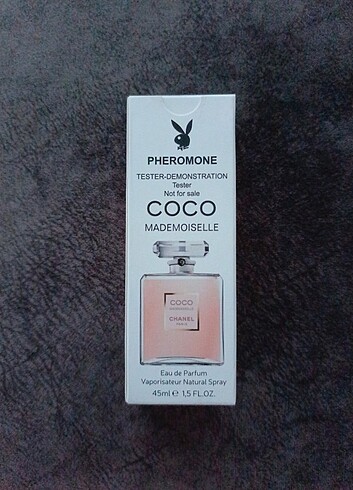 PHEROMONE
TESTER-DEMONSTRATION
Tester
Not for sale
COCO
MADEMOISELLE
COCO
MADEMOISELLE
CHANEL
PARIS
Eau de Parfum
Vaporisateur Natural Spray
45ml ℮ 1,5 FL.OZ.